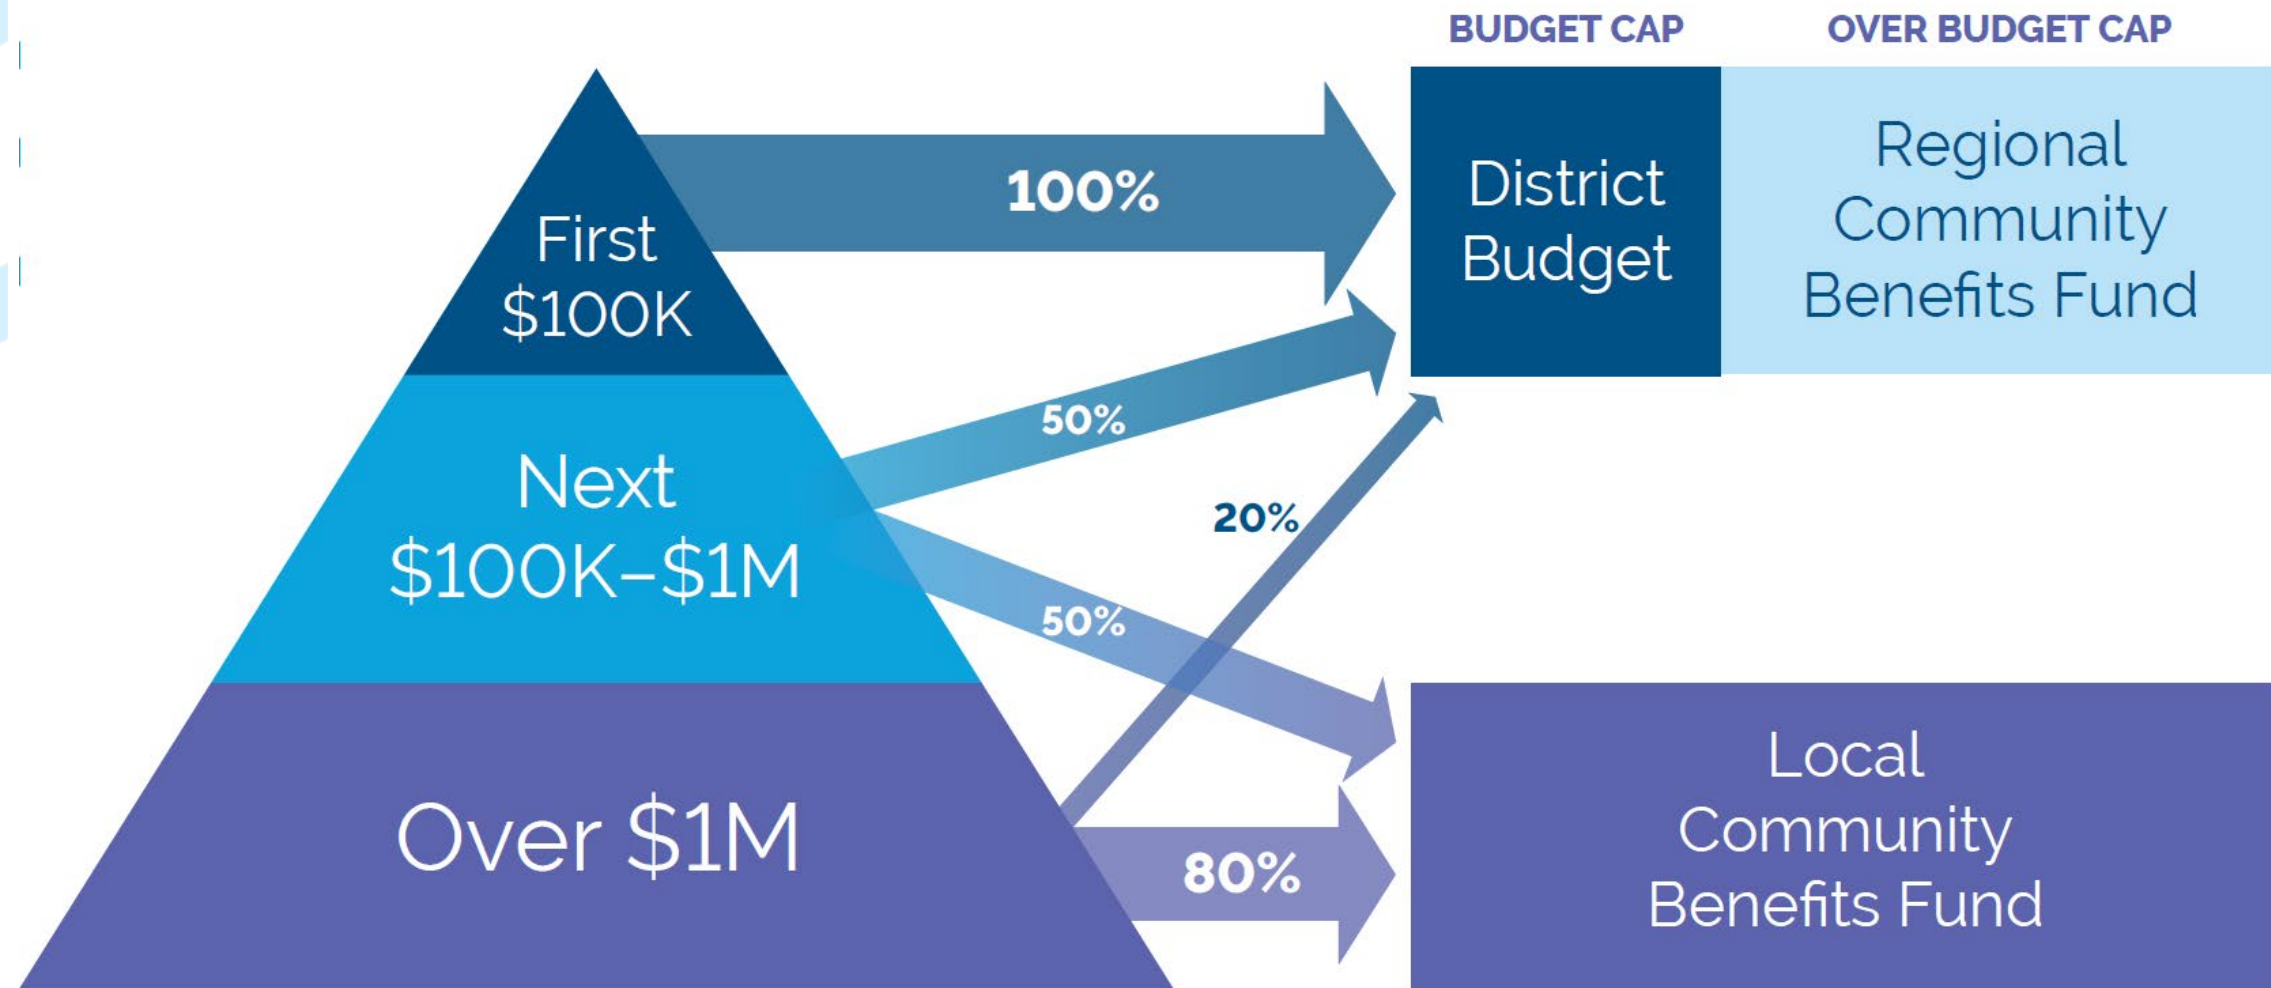 BUDGET CAP
OVER BUDGET CAP
First
$100K
100%
District
Budget
Regional
Community
Benefits Fund
Next
$100K–$1M
50%
20%
50%
Over $1M
80%
Local
Community
Benefits Fund